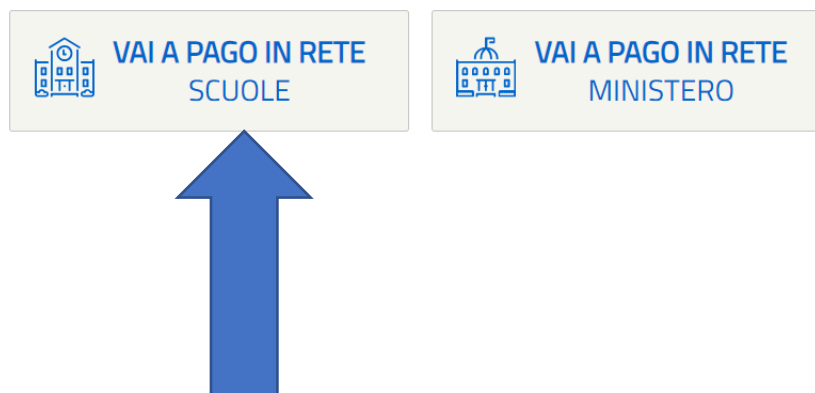 VAI A PAGO IN RETE
SCUOLE
VAI A PAGO IN RETE
MINISTERO